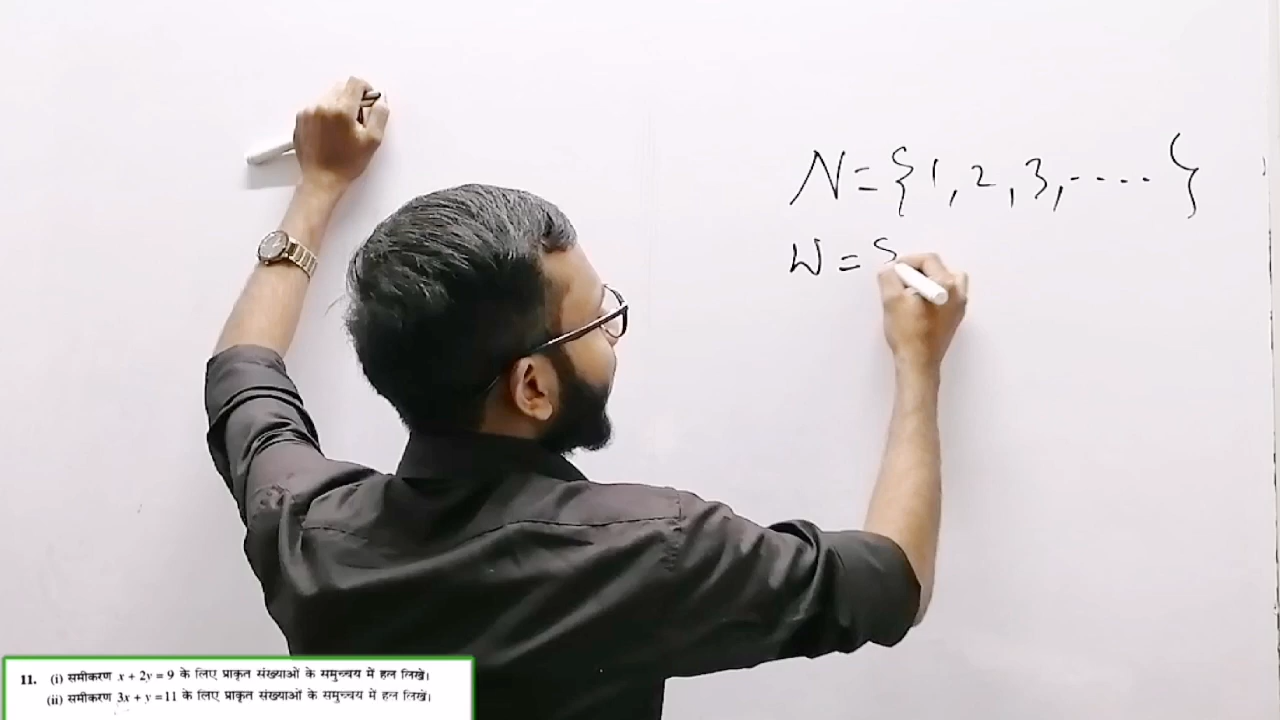 N = {1, 2, 3, ....}
W = {
11. (i) समीकरण x + 2y = 9 के लिए प्राकृत संख्याओं के समुच्चय में हल लिखें।
(ii) समीकरण 3x + y = 11 के लिए प्राकृत संख्याओं के समुच्चय में हल लिखें।